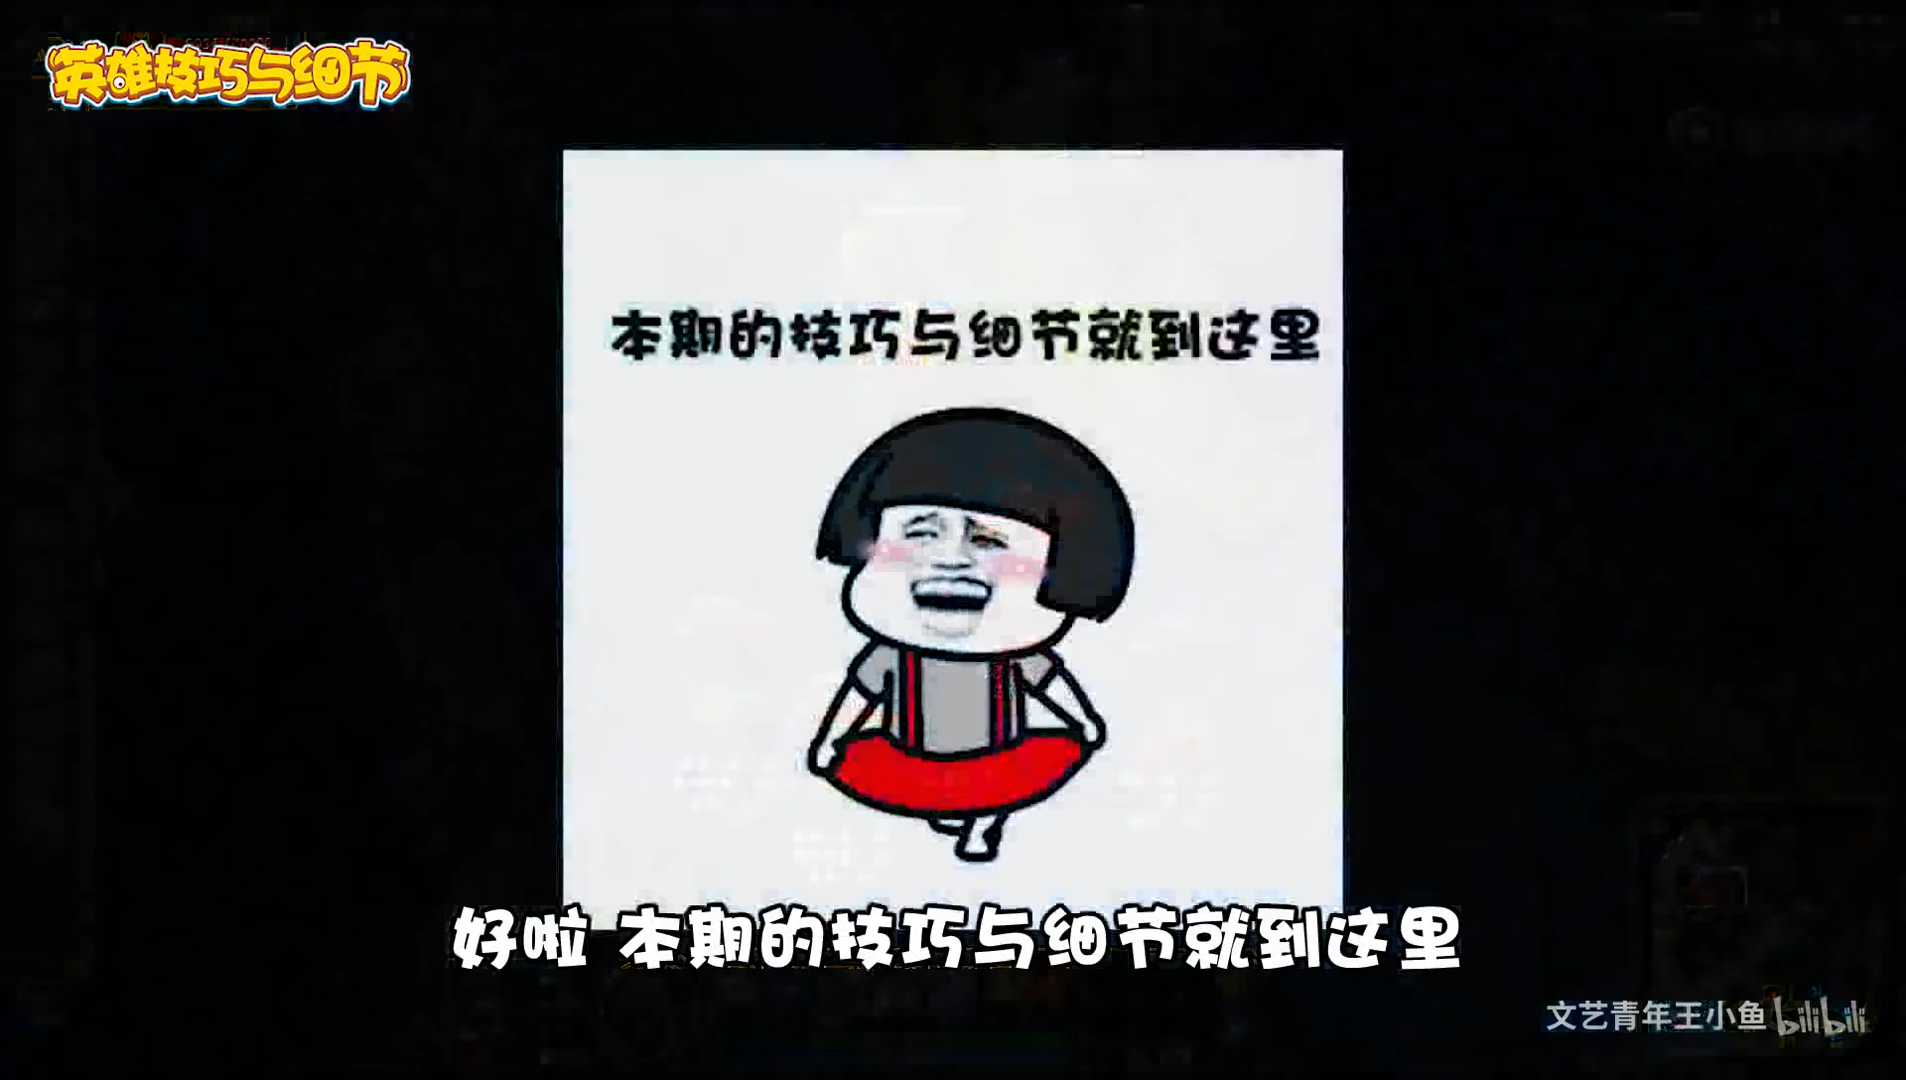 英雄技巧与细节
本期的技巧与细节就到这里
好啦 本期的技巧与细节就到这里
文艺青年王小鱼 bilibili